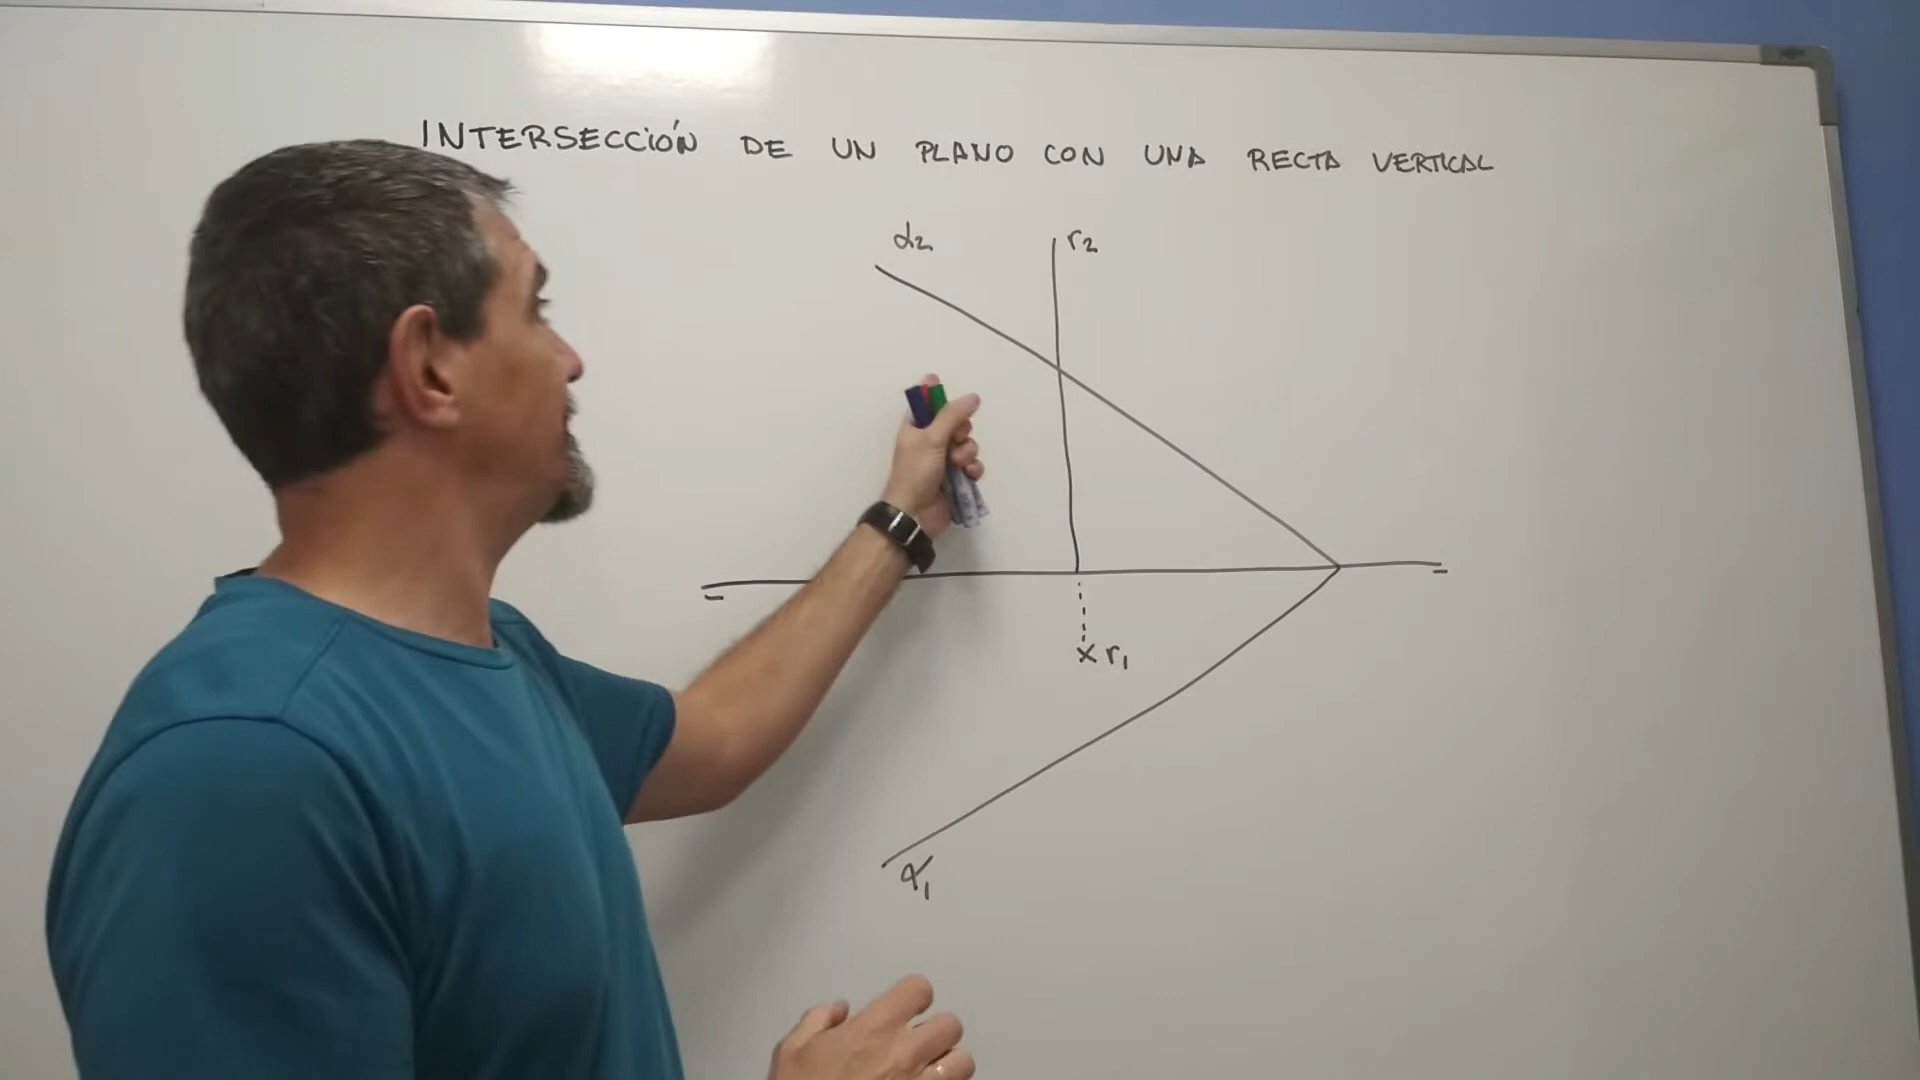 INTERSECCIÓN DE UN PLANO CON UNA RECTA VERTICAL
α2 r2
r1
α1